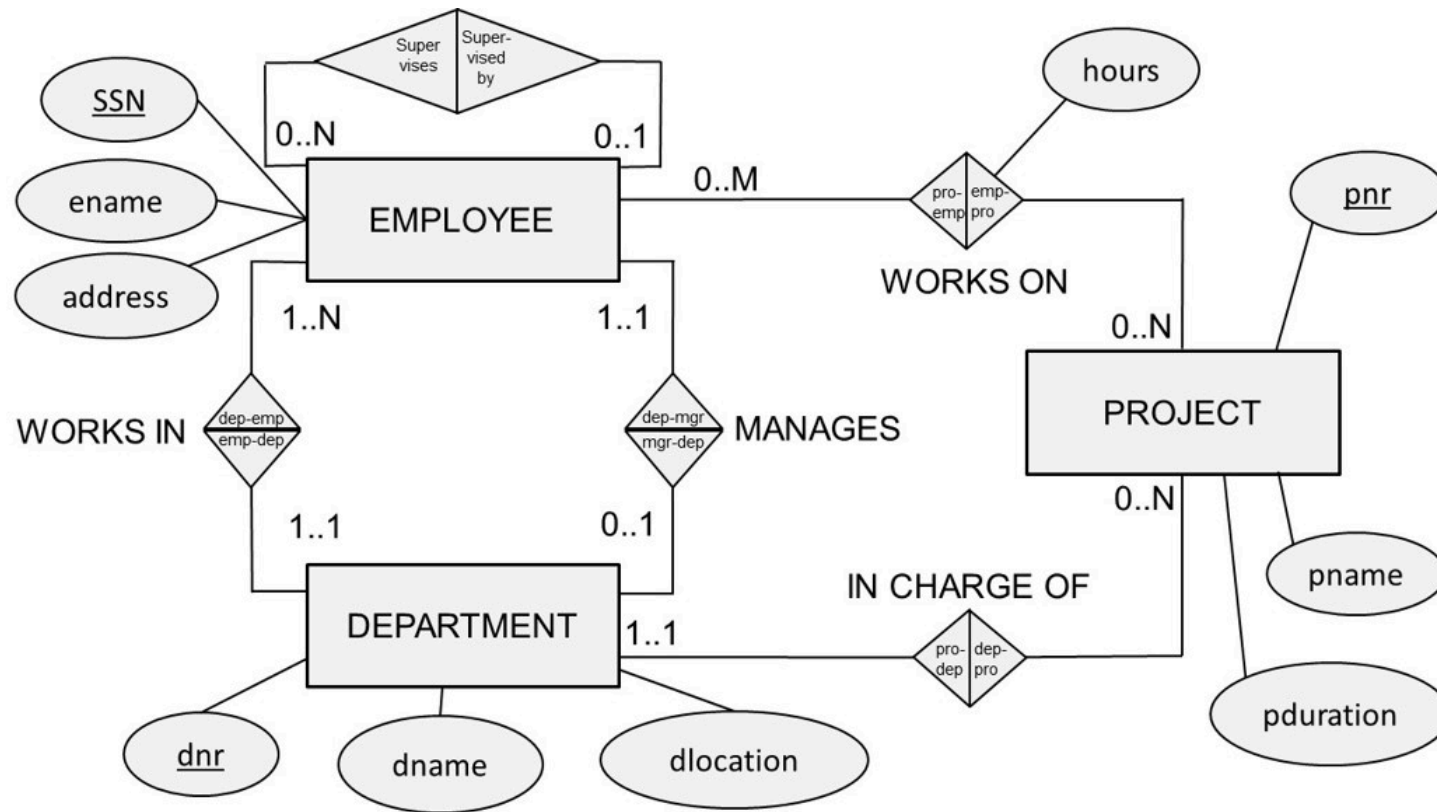 Super
vises
Super-
vised
by
hours
SSN
0..N
0..1
0..M
pro-
emp
emp-
pro
pnr
ename
EMPLOYEE
WORKS ON
address
1..N
1..1
0..N
PROJECT
WORKS IN
dep-emp
emp-dep
dep-mgr
mgr-dep
MANAGES
0..N
1..1
0..1
pname
IN CHARGE OF
DEPARTMENT
1..1
pro-
dep
dep-
pro
pduration
dnr
dname
dlocation